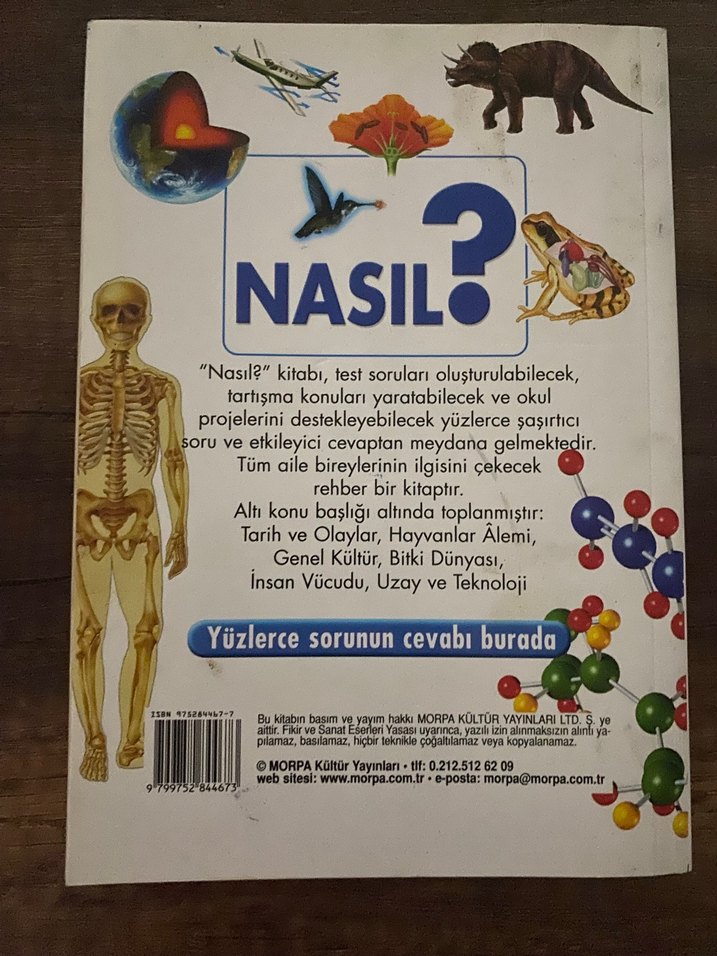 NASIL?
"Nasıl?" kitabı, test soruları oluşturulabilecek,
tartışma konuları yaratabilecek ve okul
projelerini destekleyebilecek yüzlerce şaşırtıcı
soru ve etkileyici cevaptan meydana gelmektedir.
Tüm aile bireylerinin ilgisini çekecek
rehber bir kitaptır.
Altı konu başlığı altında toplanmıştır:
Tarih ve Olaylar, Hayvanlar Âlemi,
Genel Kültür, Bitki Dünyası,
İnsan Vücudu, Uzay ve Teknoloji
Yüzlerce sorunun cevabı burada
ISBN 975284467-7
9 799752 844673
Bu kitabın basım ve yayım hakkı MORPA KÜLTÜR YAYINLARI LTD. Ş. ye
aittir. Fikir ve Sanat Eserleri Yasası uyarınca, yazılı izin alınmaksızın alıntı ya-
pılamaz, basılamaz, hiçbir teknikle çoğaltılamaz veya kopyalanamaz.
© MORPA Kültür Yayınları • tlf: 0.212.512 62 09
web sitesi: www.morpa.com.tr • e-posta: morpa@morpa.com.tr